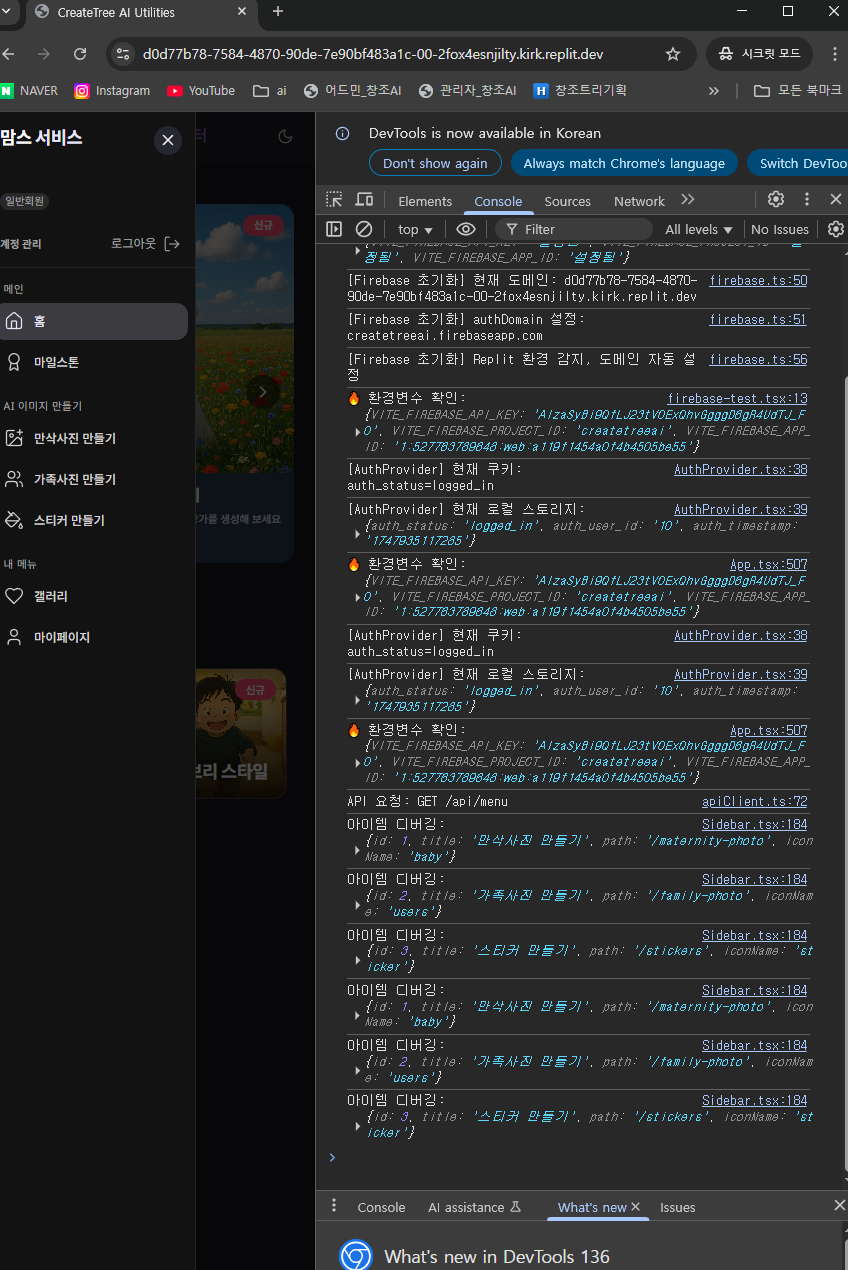 CreateTree AI Utilities
d0d77b78-7584-4870-90de-7e90bf483a1c-00-2fox4esnjilty.kirk.replit.dev
시크릿 모드
NAVER
Instagram
YouTube
ai
어드민_창조AI
관리자_창조AI
창조트리기획
모든 북마크
맘스 서비스
일반회원
계정 관리
로그아웃
메인
홈
마일스톤
AI 이미지 만들기
만삭사진 만들기
가족사진 만들기
스티커 만들기
내 메뉴
갤러리
마이페이지
터
신규
가를 생성해 보세요
신규
브리 스타일
DevTools is now available in Korean
Don't show again
Always match Chrome's language
Switch DevToo
Elements
Console
Sources
Network
top
Filter
All levels
No Issues
정됨', VITE_FIREBASE_APP_ID: '설정됨'}
[Firebase 초기화] 현재 도메인: d0d77b78-7584-4870-
90de-7e90bf483a1c-00-2fox4esnjilty.kirk.replit.dev
firebase.ts:50
[Firebase 초기화] authDomain 설정:
createtreeai.firebaseapp.com
firebase.ts:51
[Firebase 초기화] Replit 환경 감지, 도메인 자동 설
정
firebase.ts:56
🔥 환경변수 확인:
firebase-test.tsx:13
{VITE_FIREBASE_API_KEY:
VITE_FIREBASE_PROJECT_ID: 'createtreeai', VITE_FIREBASE_APP_
ID: '1:527763789648:web:a119f1454a0f4b4505be55'}
[AuthProvider] 현재 쿠키:
auth_status=logged_in
AuthProvider.tsx:38
[AuthProvider] 현재 로컬 스토리지:
AuthProvider.tsx:39
{auth_status: 'logged_in', auth_user_id: '10', auth_timestamp:
'1747935117265'}
🔥 환경변수 확인:
App.tsx:507
{VITE_FIREBASE_API_KEY:
VITE_FIREBASE_PROJECT_ID: 'createtreeai', VITE_FIREBASE_APP_
ID: '1:527763789648:web:a119f1454a0f4b4505be55'}
[AuthProvider] 현재 쿠키:
auth_status=logged_in
AuthProvider.tsx:38
[AuthProvider] 현재 로컬 스토리지:
AuthProvider.tsx:39
{auth_status: 'logged_in', auth_user_id: '10', auth_timestamp:
'1747935117265'}
🔥 환경변수 확인:
App.tsx:507
{VITE_FIREBASE_API_KEY:
VITE_FIREBASE_PROJECT_ID: 'createtreeai', VITE_FIREBASE_APP_
ID: '1:527763789648:web:a119f1454a0f4b4505be55'}
API 요청: GET /api/menu
apiClient.ts:72
아이템 디버깅:
Sidebar.tsx:184
{id: 1, title: '만삭사진 만들기', path: '/maternity-photo', icon
Name: 'baby'}
아이템 디버깅:
Sidebar.tsx:184
{id: 2, title: '가족사진 만들기', path: '/family-photo', iconNam
e: 'users'}
아이템 디버깅:
Sidebar.tsx:184
{id: 3, title: '스티커 만들기', path: '/stickers', iconName: 'st
icker'}
아이템 디버깅:
Sidebar.tsx:184
{id: 1, title: '만삭사진 만들기', path: '/maternity-photo', icon
Name: 'baby'}
아이템 디버깅:
Sidebar.tsx:184
{id: 2, title: '가족사진 만들기', path: '/family-photo', iconNam
e: 'users'}
아이템 디버깅:
Sidebar.tsx:184
{id: 3, title: '스티커 만들기', path: '/stickers', iconName: 'st
icker'}
Console
AI assistance
What's new
Issues
What's new in DevTools 136